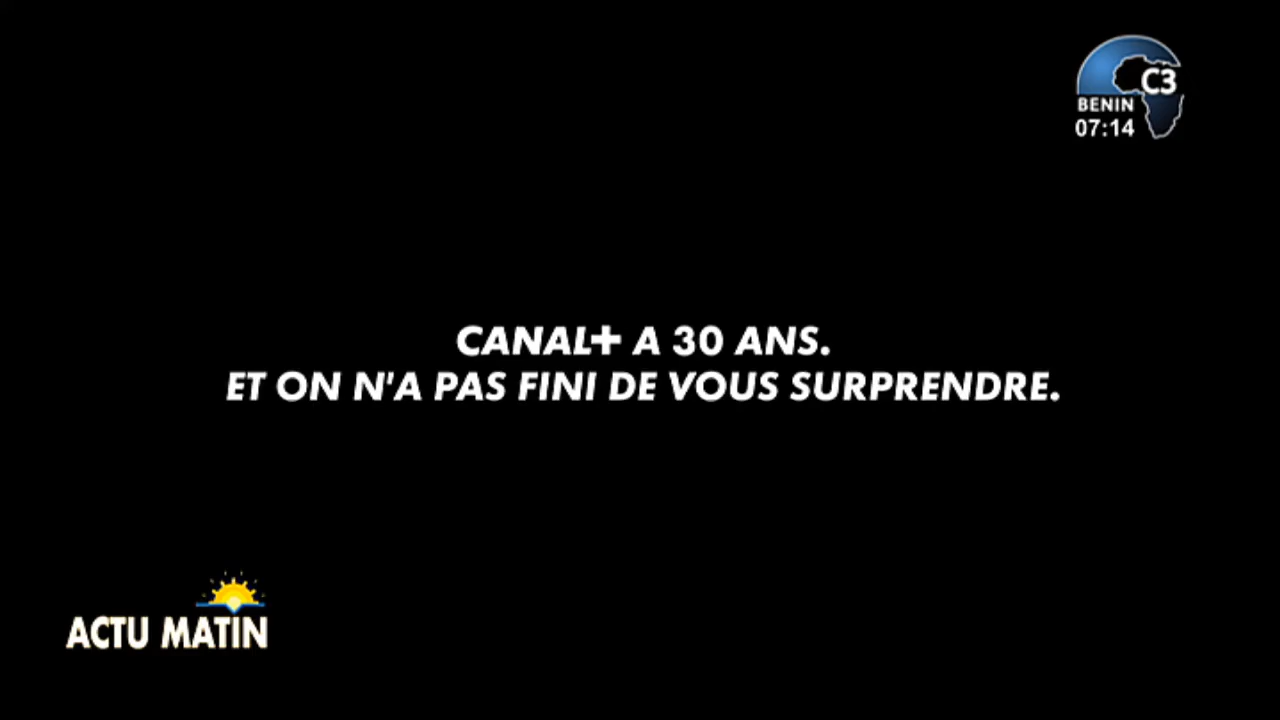 C3
BENIN
07:14
CANAL+ A 30 ANS.
ET ON N'A PAS FINI DE VOUS SURPRENDRE.
ACTU MATIN